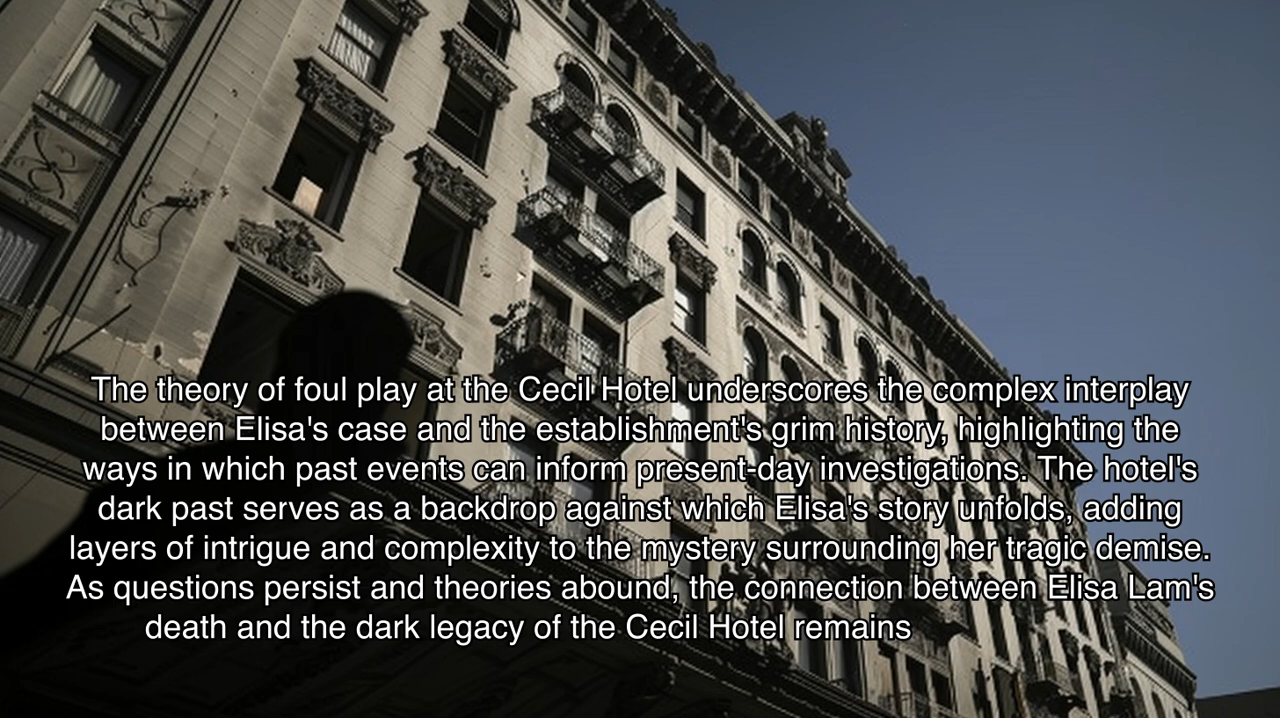 The theory of foul play at the Cecil Hotel underscores the complex interplay
between Elisa's case and the establishment's grim history, highlighting the
ways in which past events can inform present-day investigations. The hotel's
dark past serves as a backdrop against which Elisa's story unfolds, adding
layers of intrigue and complexity to the mystery surrounding her tragic demise.
As questions persist and theories abound, the connection between Elisa Lam's
death and the dark legacy of the Cecil Hotel remains